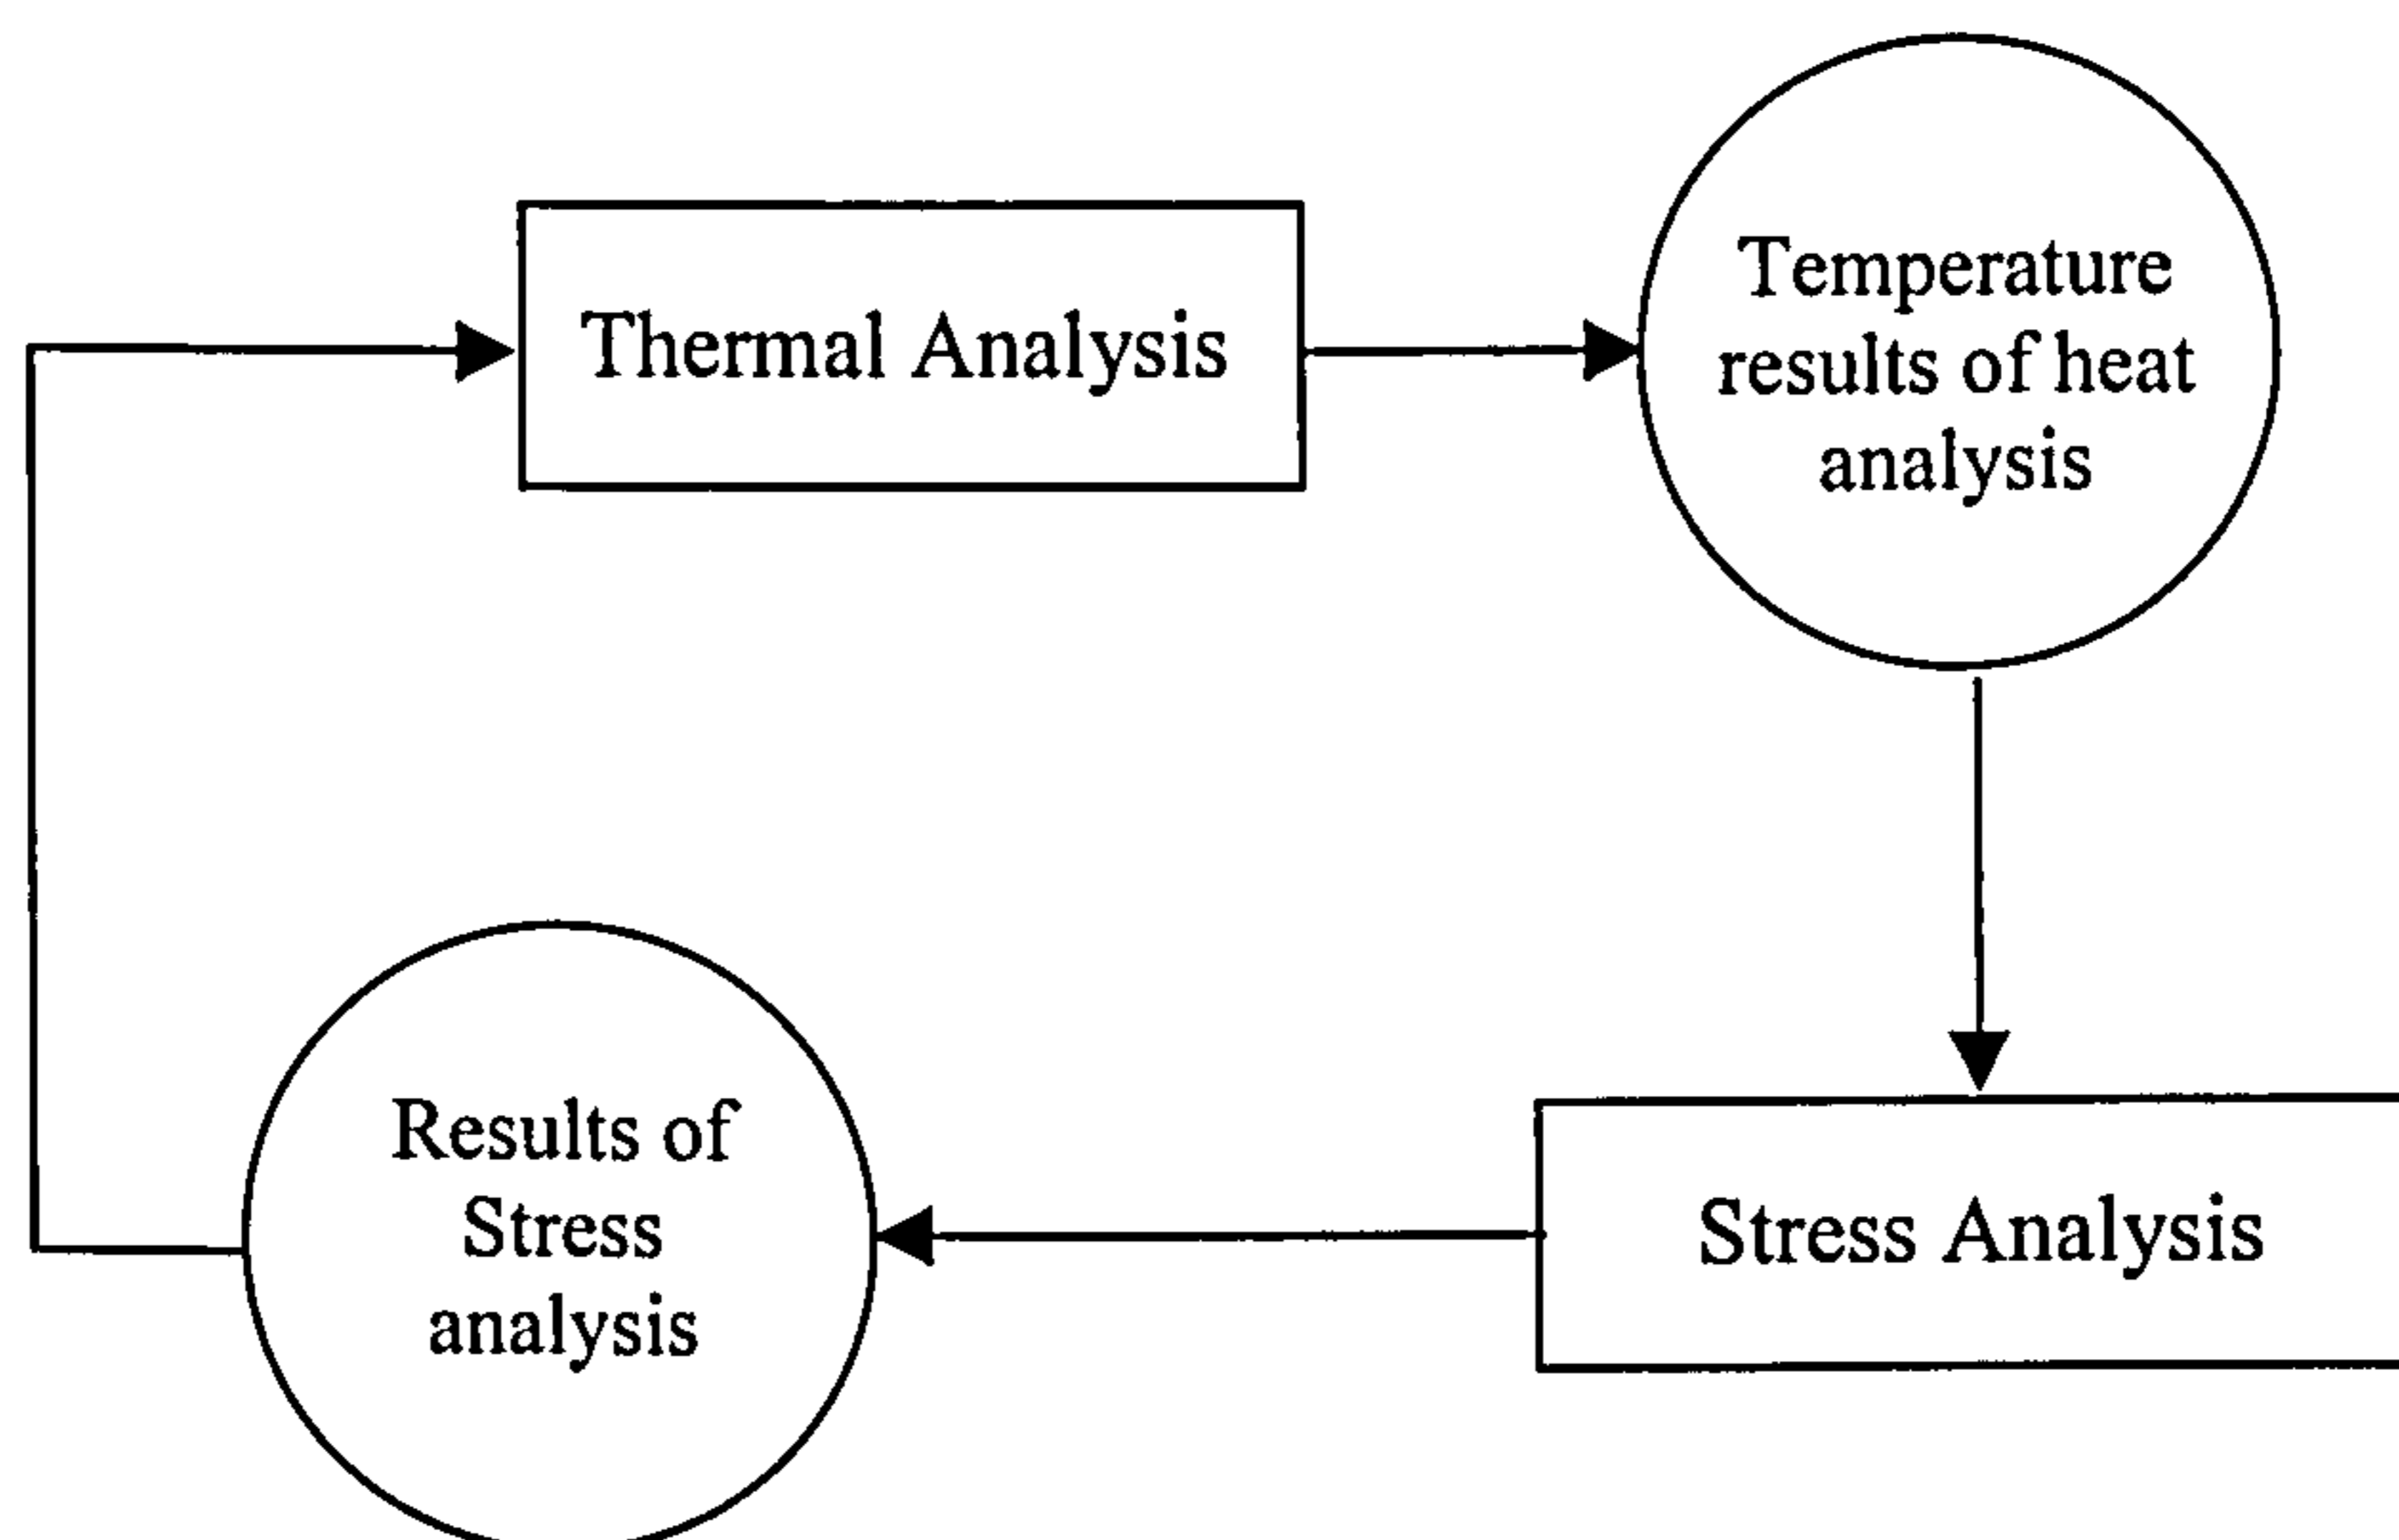 Thermal Analysis
Temperature
results of heat
analysis
Results of
Stress
analysis
Stress Analysis